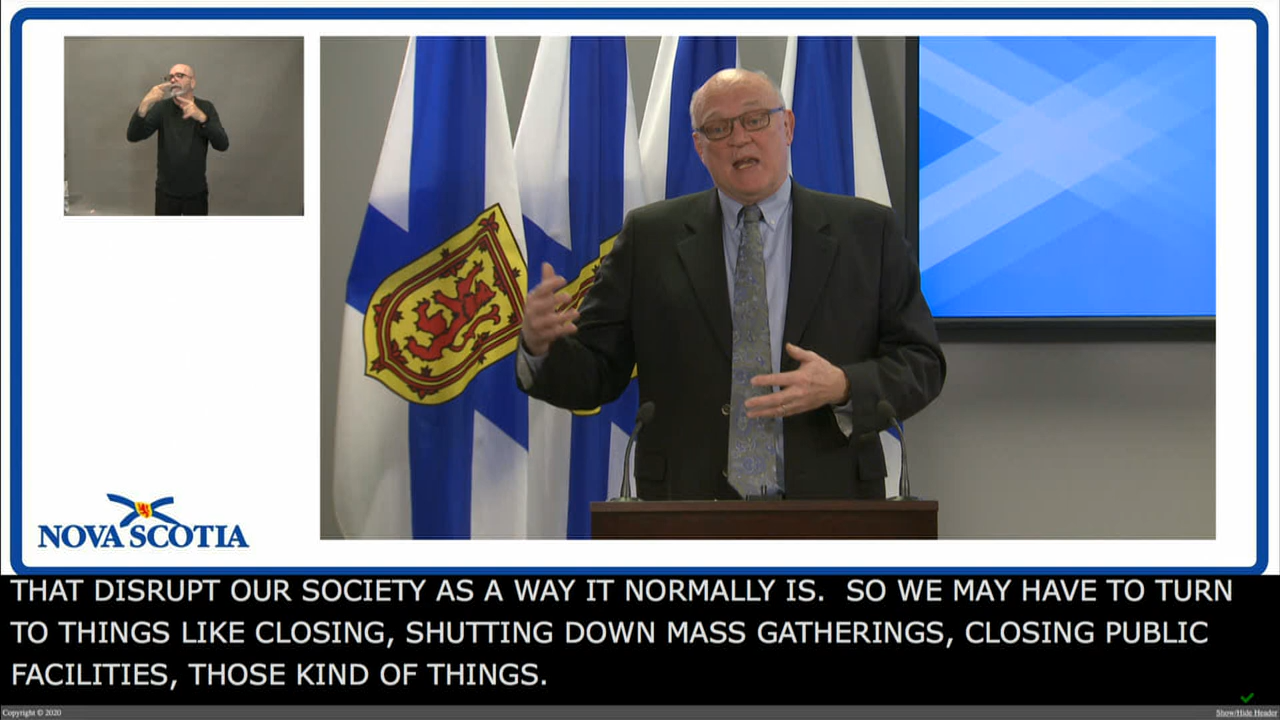 NOVA SCOTIA
THAT DISRUPT OUR SOCIETY AS A WAY IT NORMALLY IS.  SO WE MAY HAVE TO TURN
TO THINGS LIKE CLOSING, SHUTTING DOWN MASS GATHERINGS, CLOSING PUBLIC
FACILITIES, THOSE KIND OF THINGS.
Copyright © 2020
Show/Hide Header